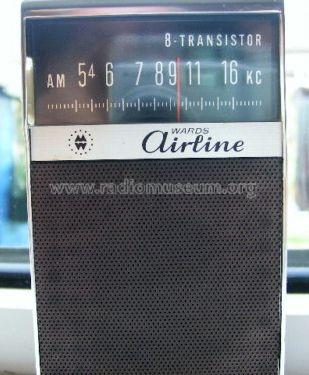 8-TRANSISTOR
AM 54 6 7 8 9 11 16 KC
WARDS
Airline
www.radiomuseum.org